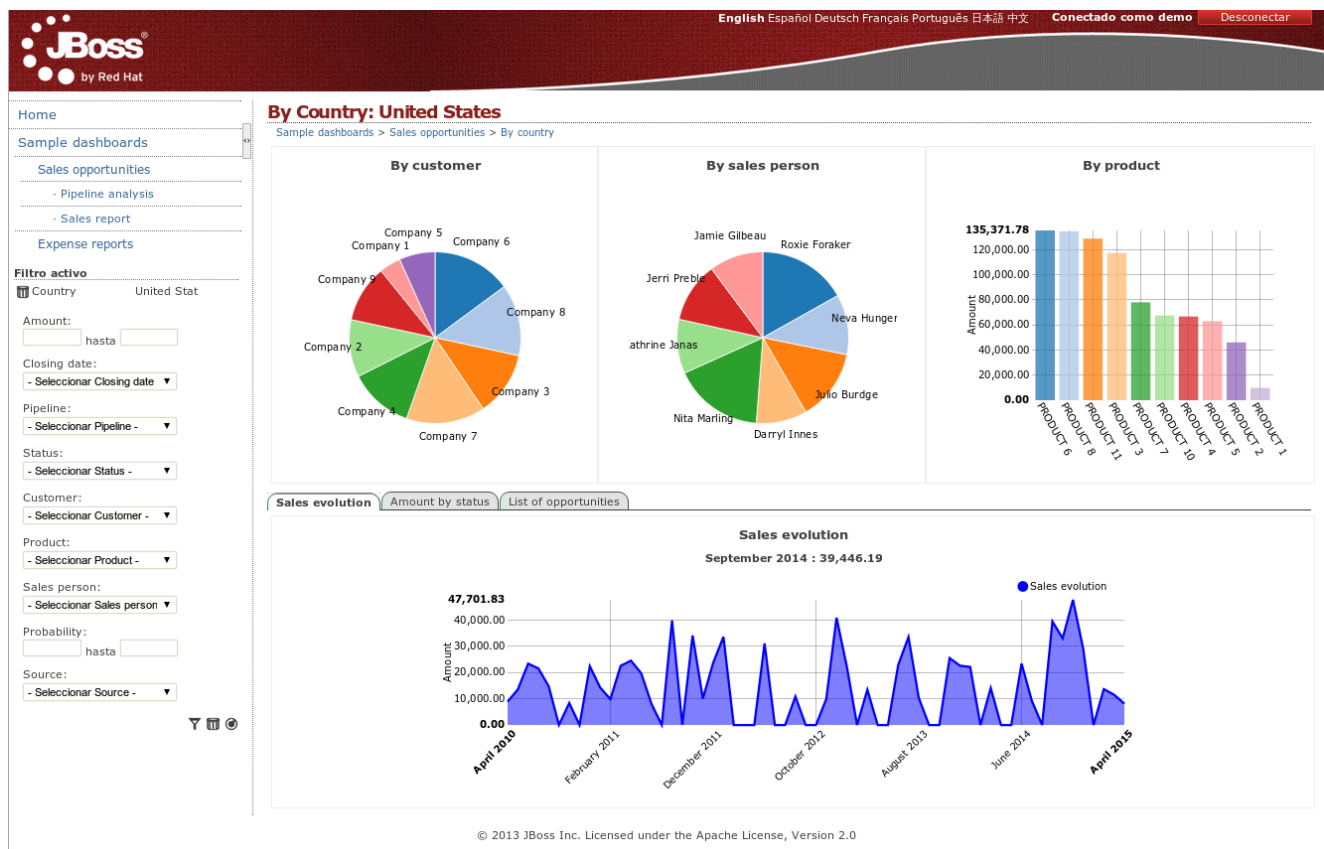 English Español Deutsch Français Português 日本語 中文 Conectado como demo Desconectar
JBoss®
by Red Hat
Home
Sample dashboards
Sales opportunities
· Pipeline analysis
· Sales report
Expense reports
Filtro activo
Country United Stat
Amount:
hasta
Closing date:
- Seleccionar Closing date
Pipeline:
- Seleccionar Pipeline -
Status:
- Seleccionar Status -
Customer:
- Seleccionar Customer -
Product:
- Seleccionar Product -
Sales person:
- Seleccionar Sales person
Probability:
hasta
Source:
- Seleccionar Source -
By Country: United States
Sample dashboards > Sales opportunities > By country
By customer
Company 5
Company 6
Company 1
Company 9
Company 8
Company 2
Company 3
Company 4
Company 7
By sales person
Jamie Gilbeau
Roxie Foraker
Jerri Preble
Neva Hunger
athrine Janas
Julio Burdge
Nita Marling
Darryl Innes
By product
135,371.78
120,000.00
100,000.00
80,000.00
60,000.00
40,000.00
20,000.00
0.00
Amount
PRODUCT 6
PRODUCT 8
PRODUCT 11
PRODUCT 3
PRODUCT 7
PRODUCT 10
PRODUCT 4
PRODUCT 5
PRODUCT 2
PRODUCT 1
Sales evolution Amount by status List of opportunities
Sales evolution
September 2014 : 39,446.19
Sales evolution
47,701.83
40,000.00
30,000.00
20,000.00
10,000.00
0.00
Amount
April 2010
February 2011
December 2011
October 2012
August 2013
June 2014
April 2015
© 2013 JBoss Inc. Licensed under the Apache License, Version 2.0